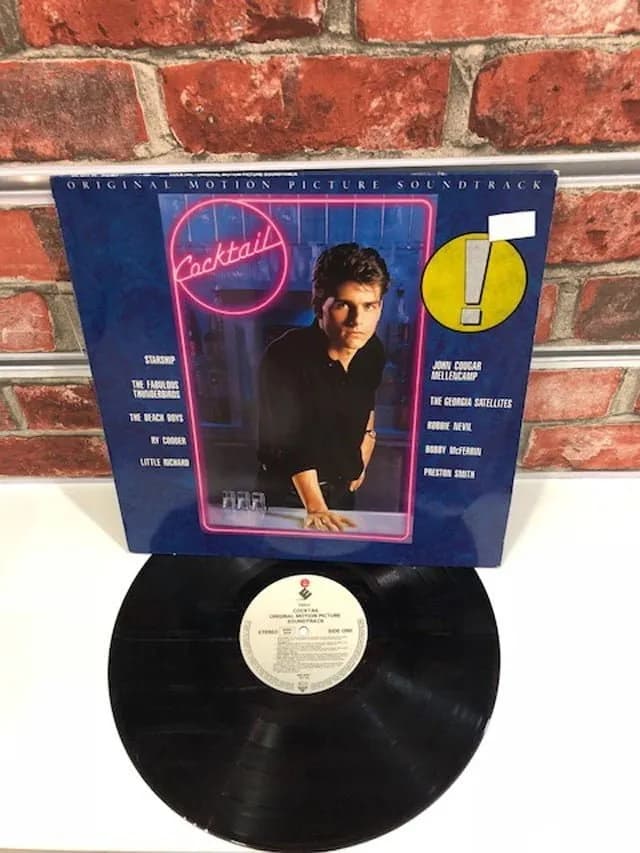 ORIGINAL MOTION PICTURE SOUNDTRACK
Cocktail
!
STARSHIP
THE FABULOUS
THUNDERBIRDS
THE BEACH BOYS
RY COODER
LITTLE RICHARD
JOHN COUGAR
MELLENCAMP
THE GEORGIA SATELLITES
ROBBIE NEVIL
BOBBY McFERRIN
PRESTON SMITH
COCKTAIL
ORIGINAL MOTION PICTURE
SOUNDTRACK
STEREO
SIDE ONE